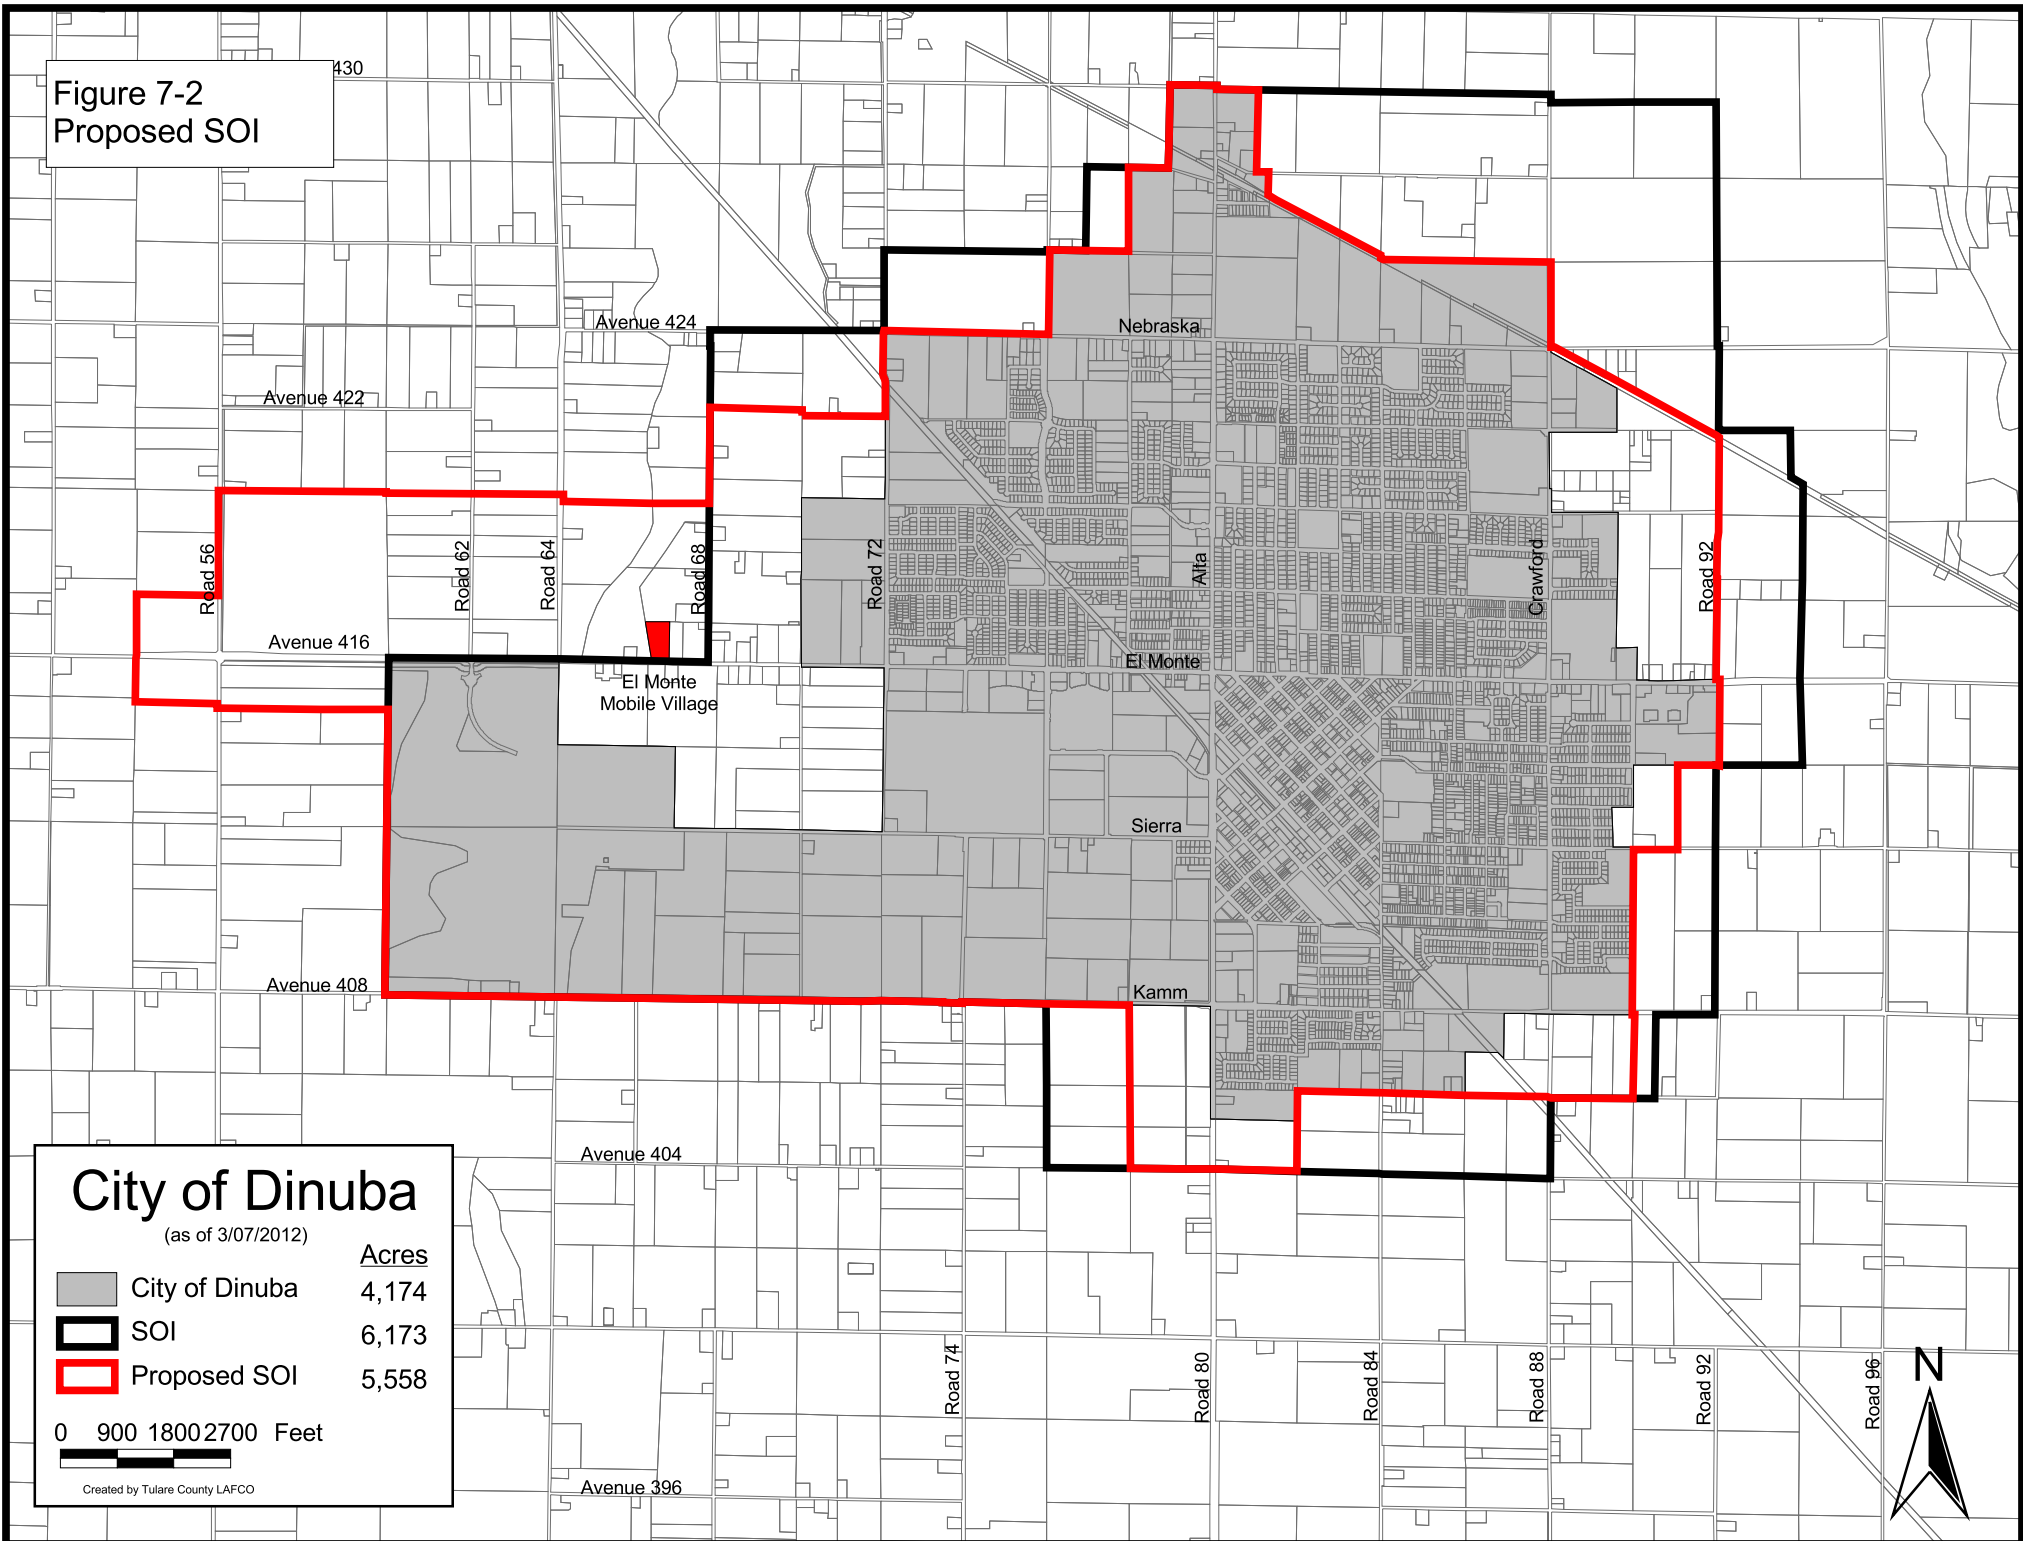 430
Figure 7-2
Proposed SOI
Avenue 424
Nebraska
Avenue 422
Road 56
Road 62
Road 64
Road 68
Road 72
Alta
Crawford
Road 92
Avenue 416
El Monte
El Monte
Mobile Village
Sierra
Avenue 408
Kamm
Avenue 404
City of Dinuba
(as of 3/07/2012)
Acres
City of Dinuba 4,174
SOI 6,173
Proposed SOI 5,558
0 900 1800 2700 Feet
Created by Tulare County LAFCO
Road 74
Road 80
Road 84
Road 88
Road 92
Road 96
N
Avenue 396